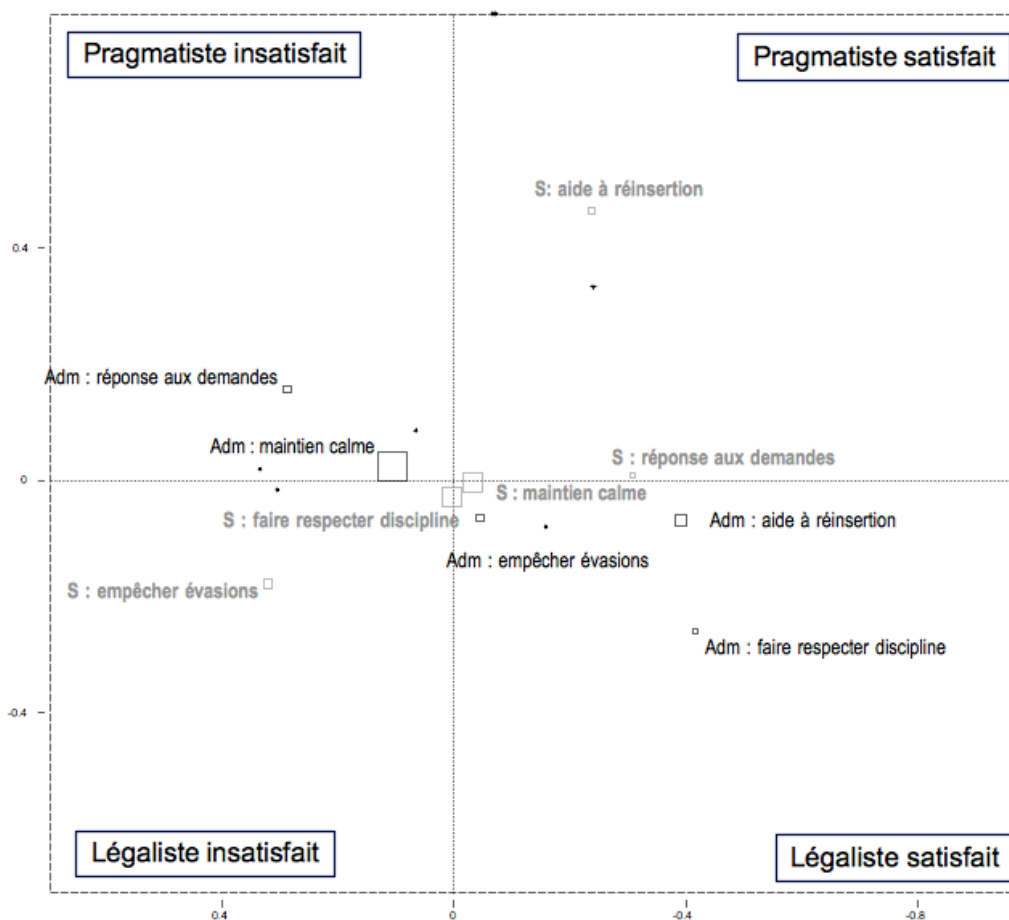 Pragmatiste insatisfait
Pragmatiste satisfait
S: aide à réinsertion
0.4
Adm : réponse aux demandes
Adm : maintien calme
S : réponse aux demandes
0
S : maintien calme
S : faire respecter discipline
Adm : aide à réinsertion
Adm : empêcher évasions
S : empêcher évasions
Adm : faire respecter discipline
-0.4
Légaliste insatisfait
Légaliste satisfait
0.4
0
-0.4
-0.8